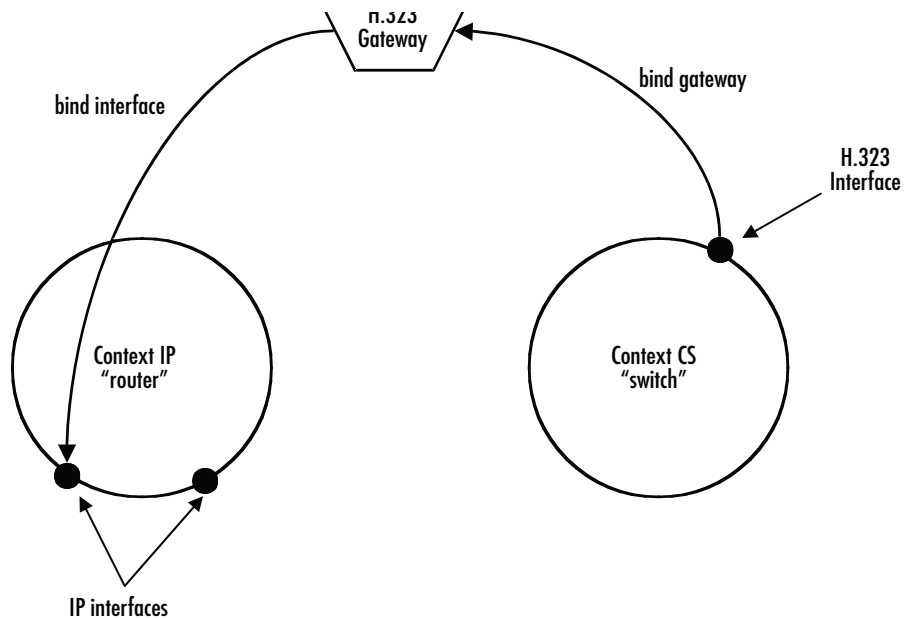 H.323
Gateway
bind interface
bind gateway
H.323
Interface
Context IP
“router”
Context CS
“switch”
IP interfaces